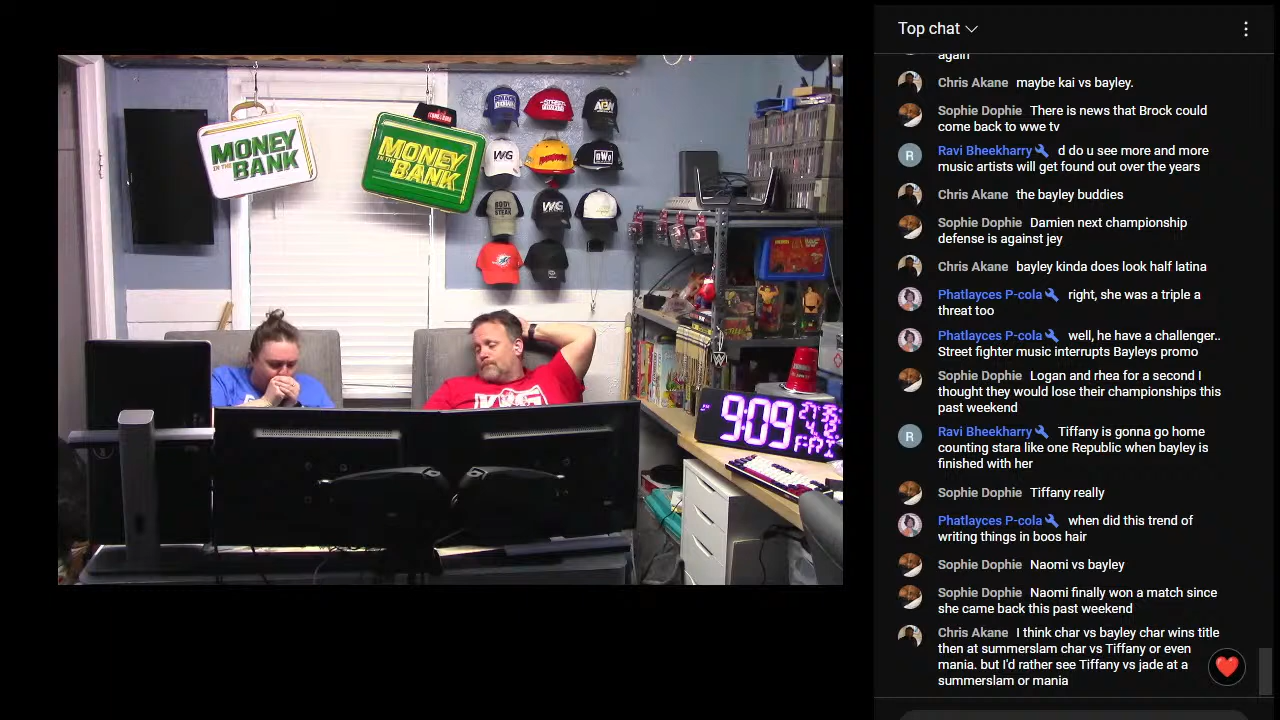 Top chat
again
Chris Akane maybe kai vs bayley.
Sophie Dophie There is news that Brock could
come back to wwe tv
R
Ravi Bheekharry d do u see more and more
music artists will get found out over the years
Chris Akane the bayley buddies
Sophie Dophie Damien next championship
defense is against jey
Chris Akane bayley kinda does look half latina
Phatlayces P-cola right, she was a triple a
threat too
Phatlayces P-cola well, he have a challenger..
Street fighter music interrupts Bayleys promo
Sophie Dophie Logan and rhea for a second I
thought they would lose their championships this
past weekend
R
Ravi Bheekharry Tiffany is gonna go home
counting stara like one Republic when bayley is
finished with her
Sophie Dophie Tiffany really
Phatlayces P-cola when did this trend of
writing things in boos hair
Sophie Dophie Naomi vs bayley
Sophie Dophie Naomi finally won a match since
she came back this past weekend
Chris Akane I think char vs bayley char wins title
then at summerslam char vs Tiffany or even
mania. but I'd rather see Tiffany vs jade at a
summerslam or mania
MONEY
IN THE BANK
MONEY
IN THE BANK
WG
nWo
BODY
STEAK
WG
9:09
FRI